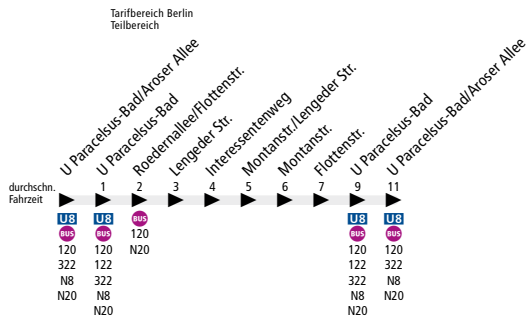 Tarifbereich Berlin
Teilbereich
U Paracelsus-Bad/Aroser Allee
U Paracelsus-Bad
Roedernallee/Flottenstr.
Lengeder Str.
Interessentenweg
Montanstr./Lengeder Str.
Montanstr.
Flottenstr.
U Paracelsus-Bad
U Paracelsus-Bad/Aroser Allee
durchschn. 1 2 3 4 5 6 7 9 11
Fahrzeit
U8 U8 BUS U8 U8
BUS BUS 120 BUS BUS
120 120 N20 120 120
322 122 122 322
N8 322 322 N8
N20 N8 N8 N20
N20 N20